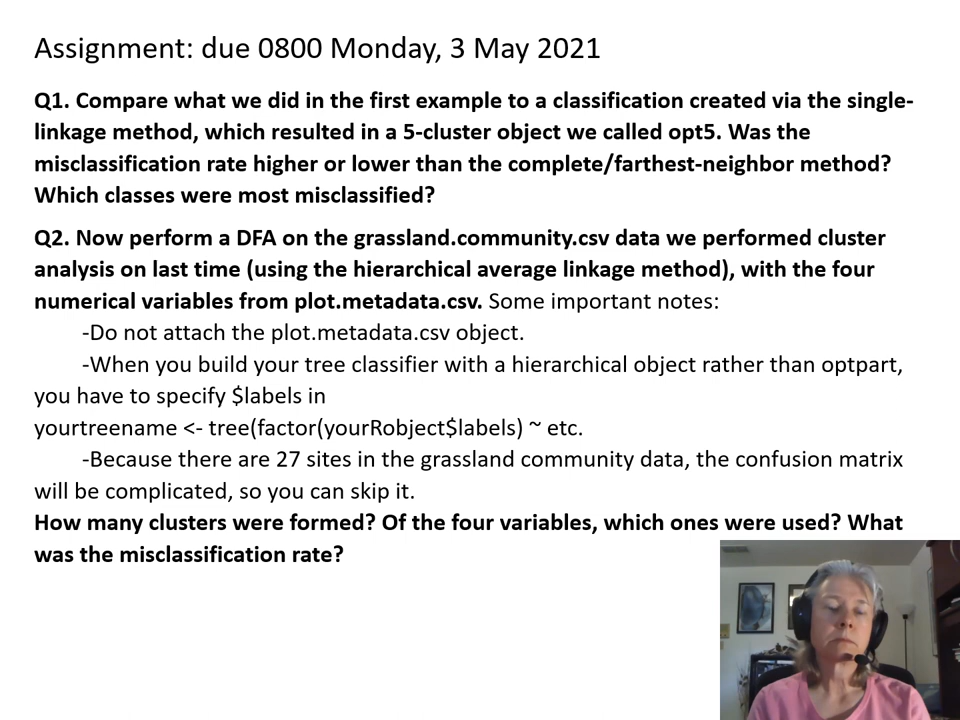 Assignment: due 0800 Monday, 3 May 2021
Q1. Compare what we did in the first example to a classification created via the single-
linkage method, which resulted in a 5-cluster object we called opt5. Was the
misclassification rate higher or lower than the complete/farthest-neighbor method?
Which classes were most misclassified?
Q2. Now perform a DFA on the grassland.community.csv data we performed cluster
analysis on last time (using the hierarchical average linkage method), with the four
numerical variables from plot.metadata.csv. Some important notes:
-Do not attach the plot.metadata.csv object.
-When you build your tree classifier with a hierarchical object rather than optpart,
you have to specify $labels in
yourtreename <- tree(factor(yourRobject$labels) ~ etc.
-Because there are 27 sites in the grassland community data, the confusion matrix
will be complicated, so you can skip it.
How many clusters were formed? Of the four variables, which ones were used? What
was the misclassification rate?